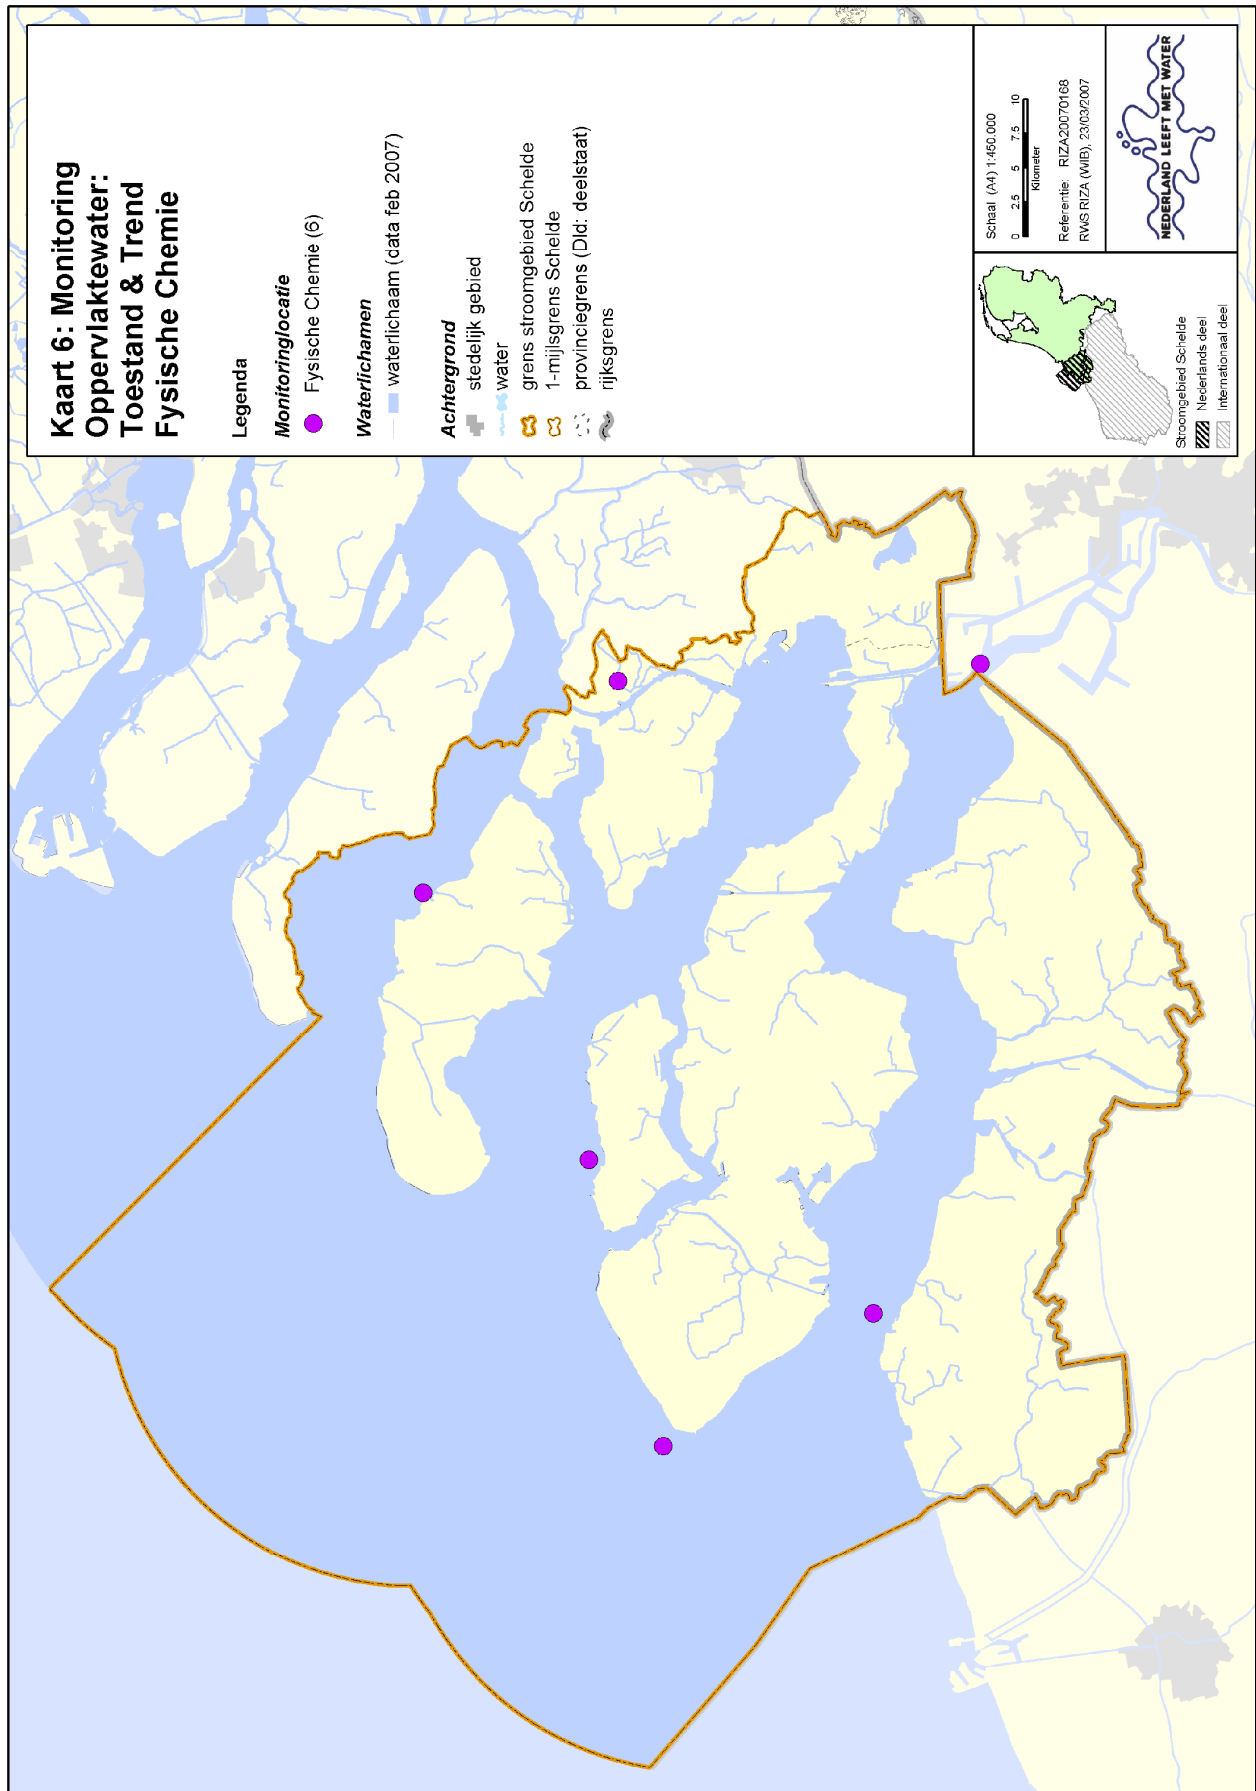 Kaart 6: Monitoring
Oppervlaktewater:
Toestand & Trend
Fysische Chemie
Legenda
Monitoringlocatie
Fysische Chemie (6)
Waterlichamen
waterlichaam (data feb 2007)
Achtergrond
stedelijk gebied
water
grens stroomgebied Schelde
1-mijlsgrens Schelde
provinciegrens (Dld: deelstaat)
rijksgrens
Stroomgebied Schelde
Nederlands deel
Internationaal deel
Schaal (A4) 1:450.000
0 2.5 5 7.5 10
Kilometer
Referentie: RIZA20070168
RWS RIZA (WIB), 23/03/2007
NEDERLAND LEEFT MET WATER